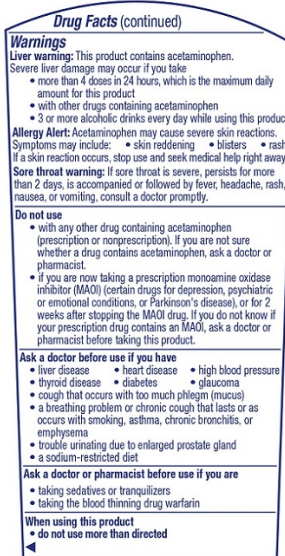 Drug Facts (continued)
Warnings
Liver warning: This product contains acetaminophen.
Severe liver damage may occur if you take
• more than 4 doses in 24 hours, which is the maximum daily
amount for this product
• with other drugs containing acetaminophen
• 3 or more alcoholic drinks every day while using this produc
Allergy Alert: Acetaminophen may cause severe skin reactions.
Symptoms may include: • skin reddening • blisters • rash
If a skin reaction occurs, stop use and seek medical help right away
Sore throat warning: If sore throat is severe, persists for more
than 2 days, is accompanied or followed by fever, headache, rash,
nausea, or vomiting, consult a doctor promptly.
Do not use
• with any other drug containing acetaminophen
(prescription or nonprescription). If you are not sure
whether a drug contains acetaminophen, ask a doctor or
pharmacist.
• if you are now taking a prescription monoamine oxidase
inhibitor (MAOI) (certain drugs for depression, psychiatric
or emotional conditions, or Parkinson's disease), or for 2
weeks after stopping the MAOI drug. If you do not know if
your prescription drug contains an MAOI, ask a doctor or
pharmacist before taking this product.
Ask a doctor before use if you have
• liver disease • heart disease • high blood pressure
• thyroid disease • diabetes • glaucoma
• cough that occurs with too much phlegm (mucus)
• a breathing problem or chronic cough that lasts or as
occurs with smoking, asthma, chronic bronchitis, or
emphysema
• trouble urinating due to enlarged prostate gland
• a sodium-restricted diet
Ask a doctor or pharmacist before use if you are
• taking sedatives or tranquilizers
• taking the blood thinning drug warfarin
When using this product
• do not use more than directed